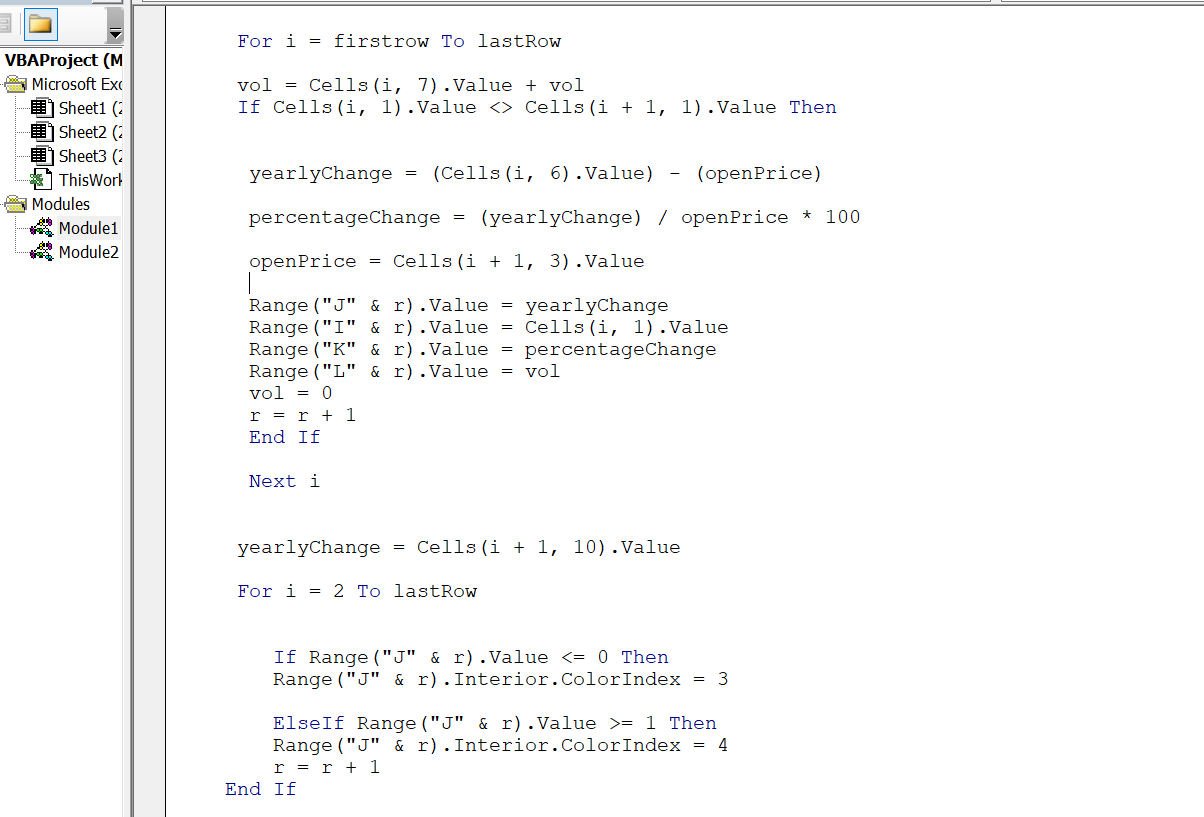 VBAProject (M
Microsoft Exc
Sheet1 (2
Sheet2 (2
Sheet3 (2
ThisWork
Modules
Module1
Module2
For i = firstrow To lastRow
vol = Cells(i, 7).Value + vol
If Cells(i, 1).Value <> Cells(i + 1, 1).Value Then
yearlyChange = (Cells(i, 6).Value) - (openPrice)
percentageChange = (yearlyChange) / openPrice * 100
openPrice = Cells(i + 1, 3).Value
Range("J" & r).Value = yearlyChange
Range("I" & r).Value = Cells(i, 1).Value
Range("K" & r).Value = percentageChange
Range("L" & r).Value = vol
vol = 0
r = r + 1
End If
Next i
yearlyChange = Cells(i + 1, 10).Value
For i = 2 To lastRow
If Range("J" & r).Value <= 0 Then
Range("J" & r).Interior.ColorIndex = 3
ElseIf Range("J" & r).Value >= 1 Then
Range("J" & r).Interior.ColorIndex = 4
r = r + 1
End If